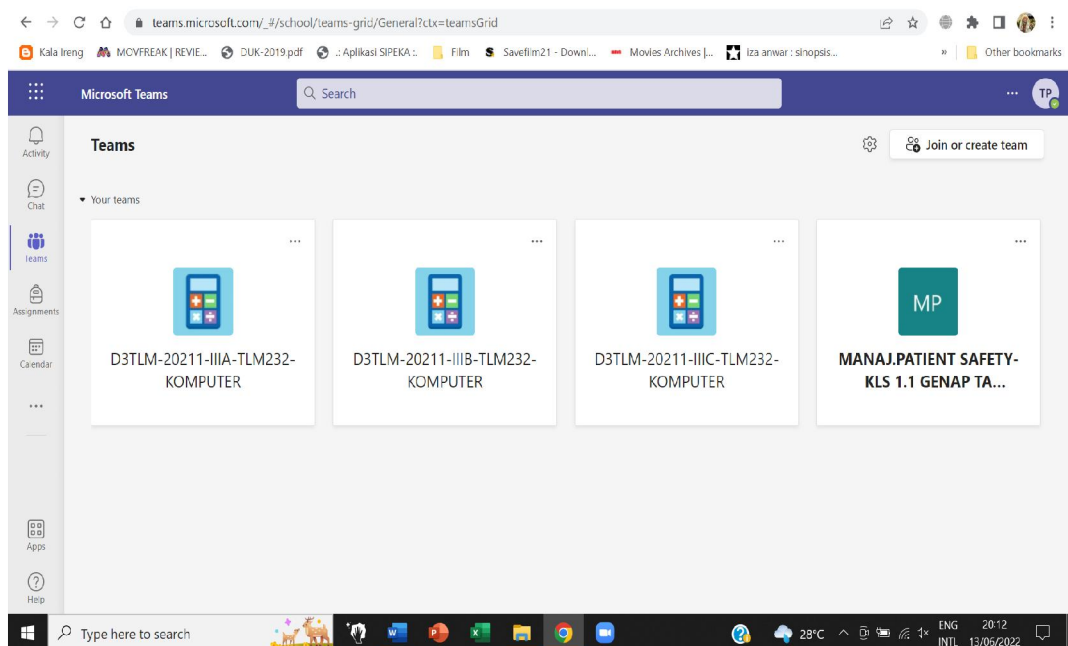 teams.microsoft.com/_#/school/teams-grid/General?ctx=teamsGrid
Kala Ireng
MCVFREAK | REVIE...
DUK-2019.pdf
.: Aplikasi SIPEKA :.
Film
Savefilm21 - Downl...
Movies Archives |...
iza anwar : sinopsis...
»
Other bookmarks
Microsoft Teams
Search
TP
Activity
Teams
Join or create team
Chat
Your teams
Teams
Assignments
Calendar
D3TLM-20211-IIIA-TLM232-
KOMPUTER
D3TLM-20211-IIIB-TLM232-
KOMPUTER
D3TLM-20211-IIIC-TLM232-
KOMPUTER
MP
MANAJ.PATIENT SAFETY-
KLS 1.1 GENAP TA...
Apps
Help
Type here to search
28°C
ENG
INTL
20:12
13/06/2022